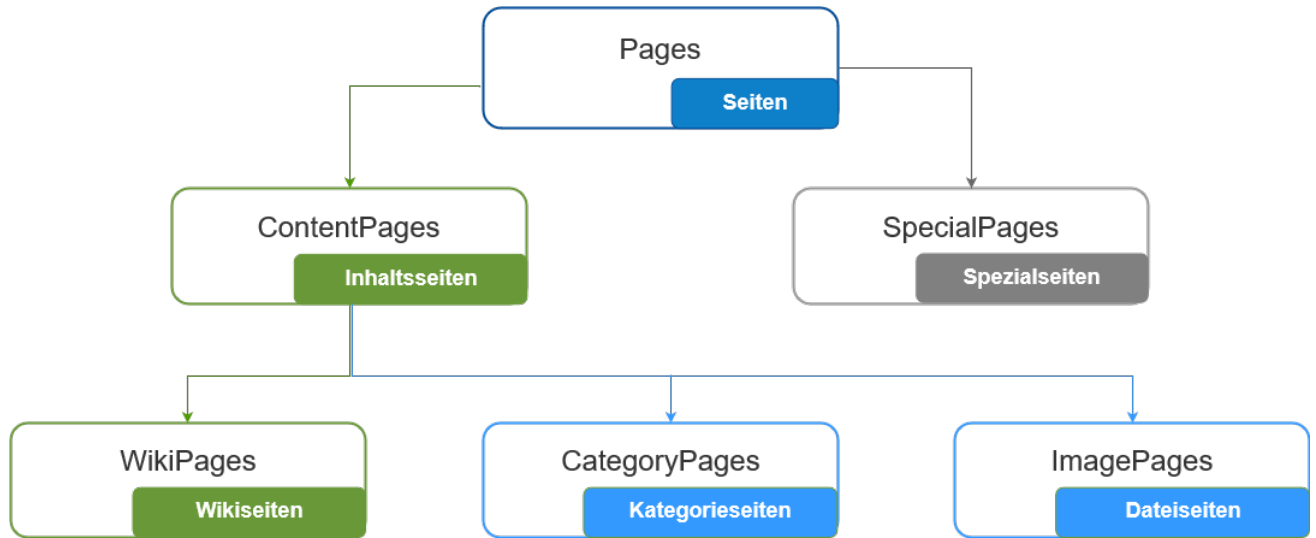 Pages
Seiten
ContentPages
Inhaltsseiten
SpecialPages
Spezialseiten
WikiPages
Wikiseiten
CategoryPages
Kategorieseiten
ImagePages
Dateiseiten